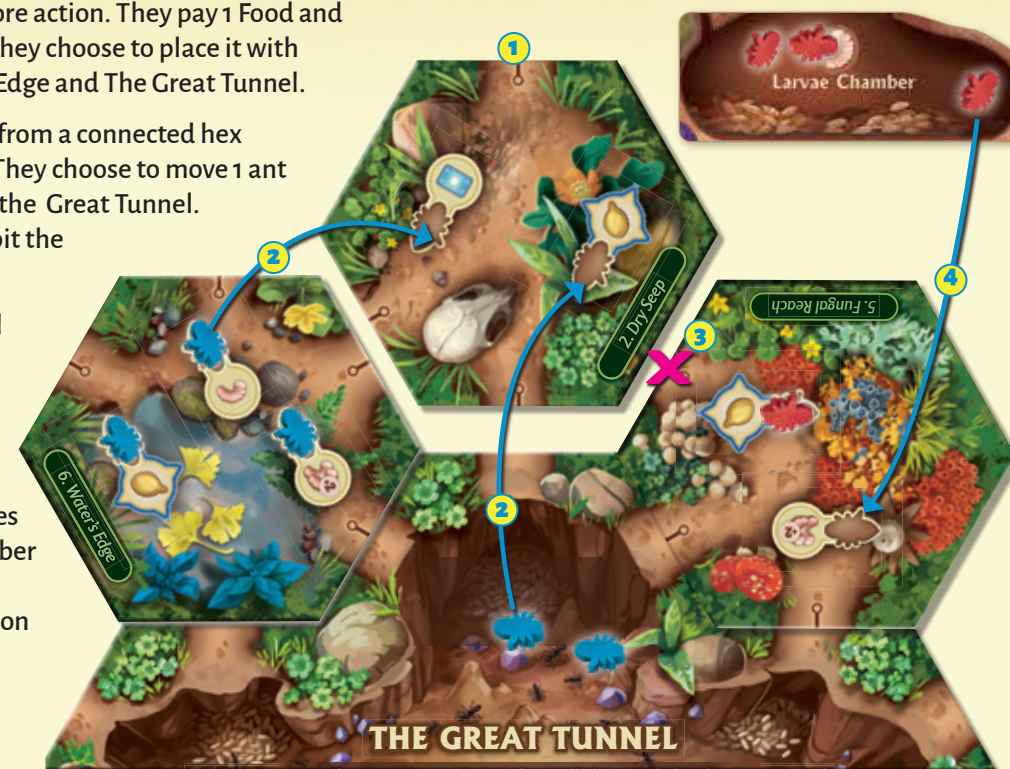 ore action. They pay 1 Food and
hey choose to place it with
Edge and The Great Tunnel.
from a connected hex
They choose to move 1 ant
the Great Tunnel.
oit the
es
ber
on
1
Larvae Chamber
2
2. Dry Seep
4
5. Fungal Reach
3
6. Water's Edge
2
THE GREAT TUNNEL